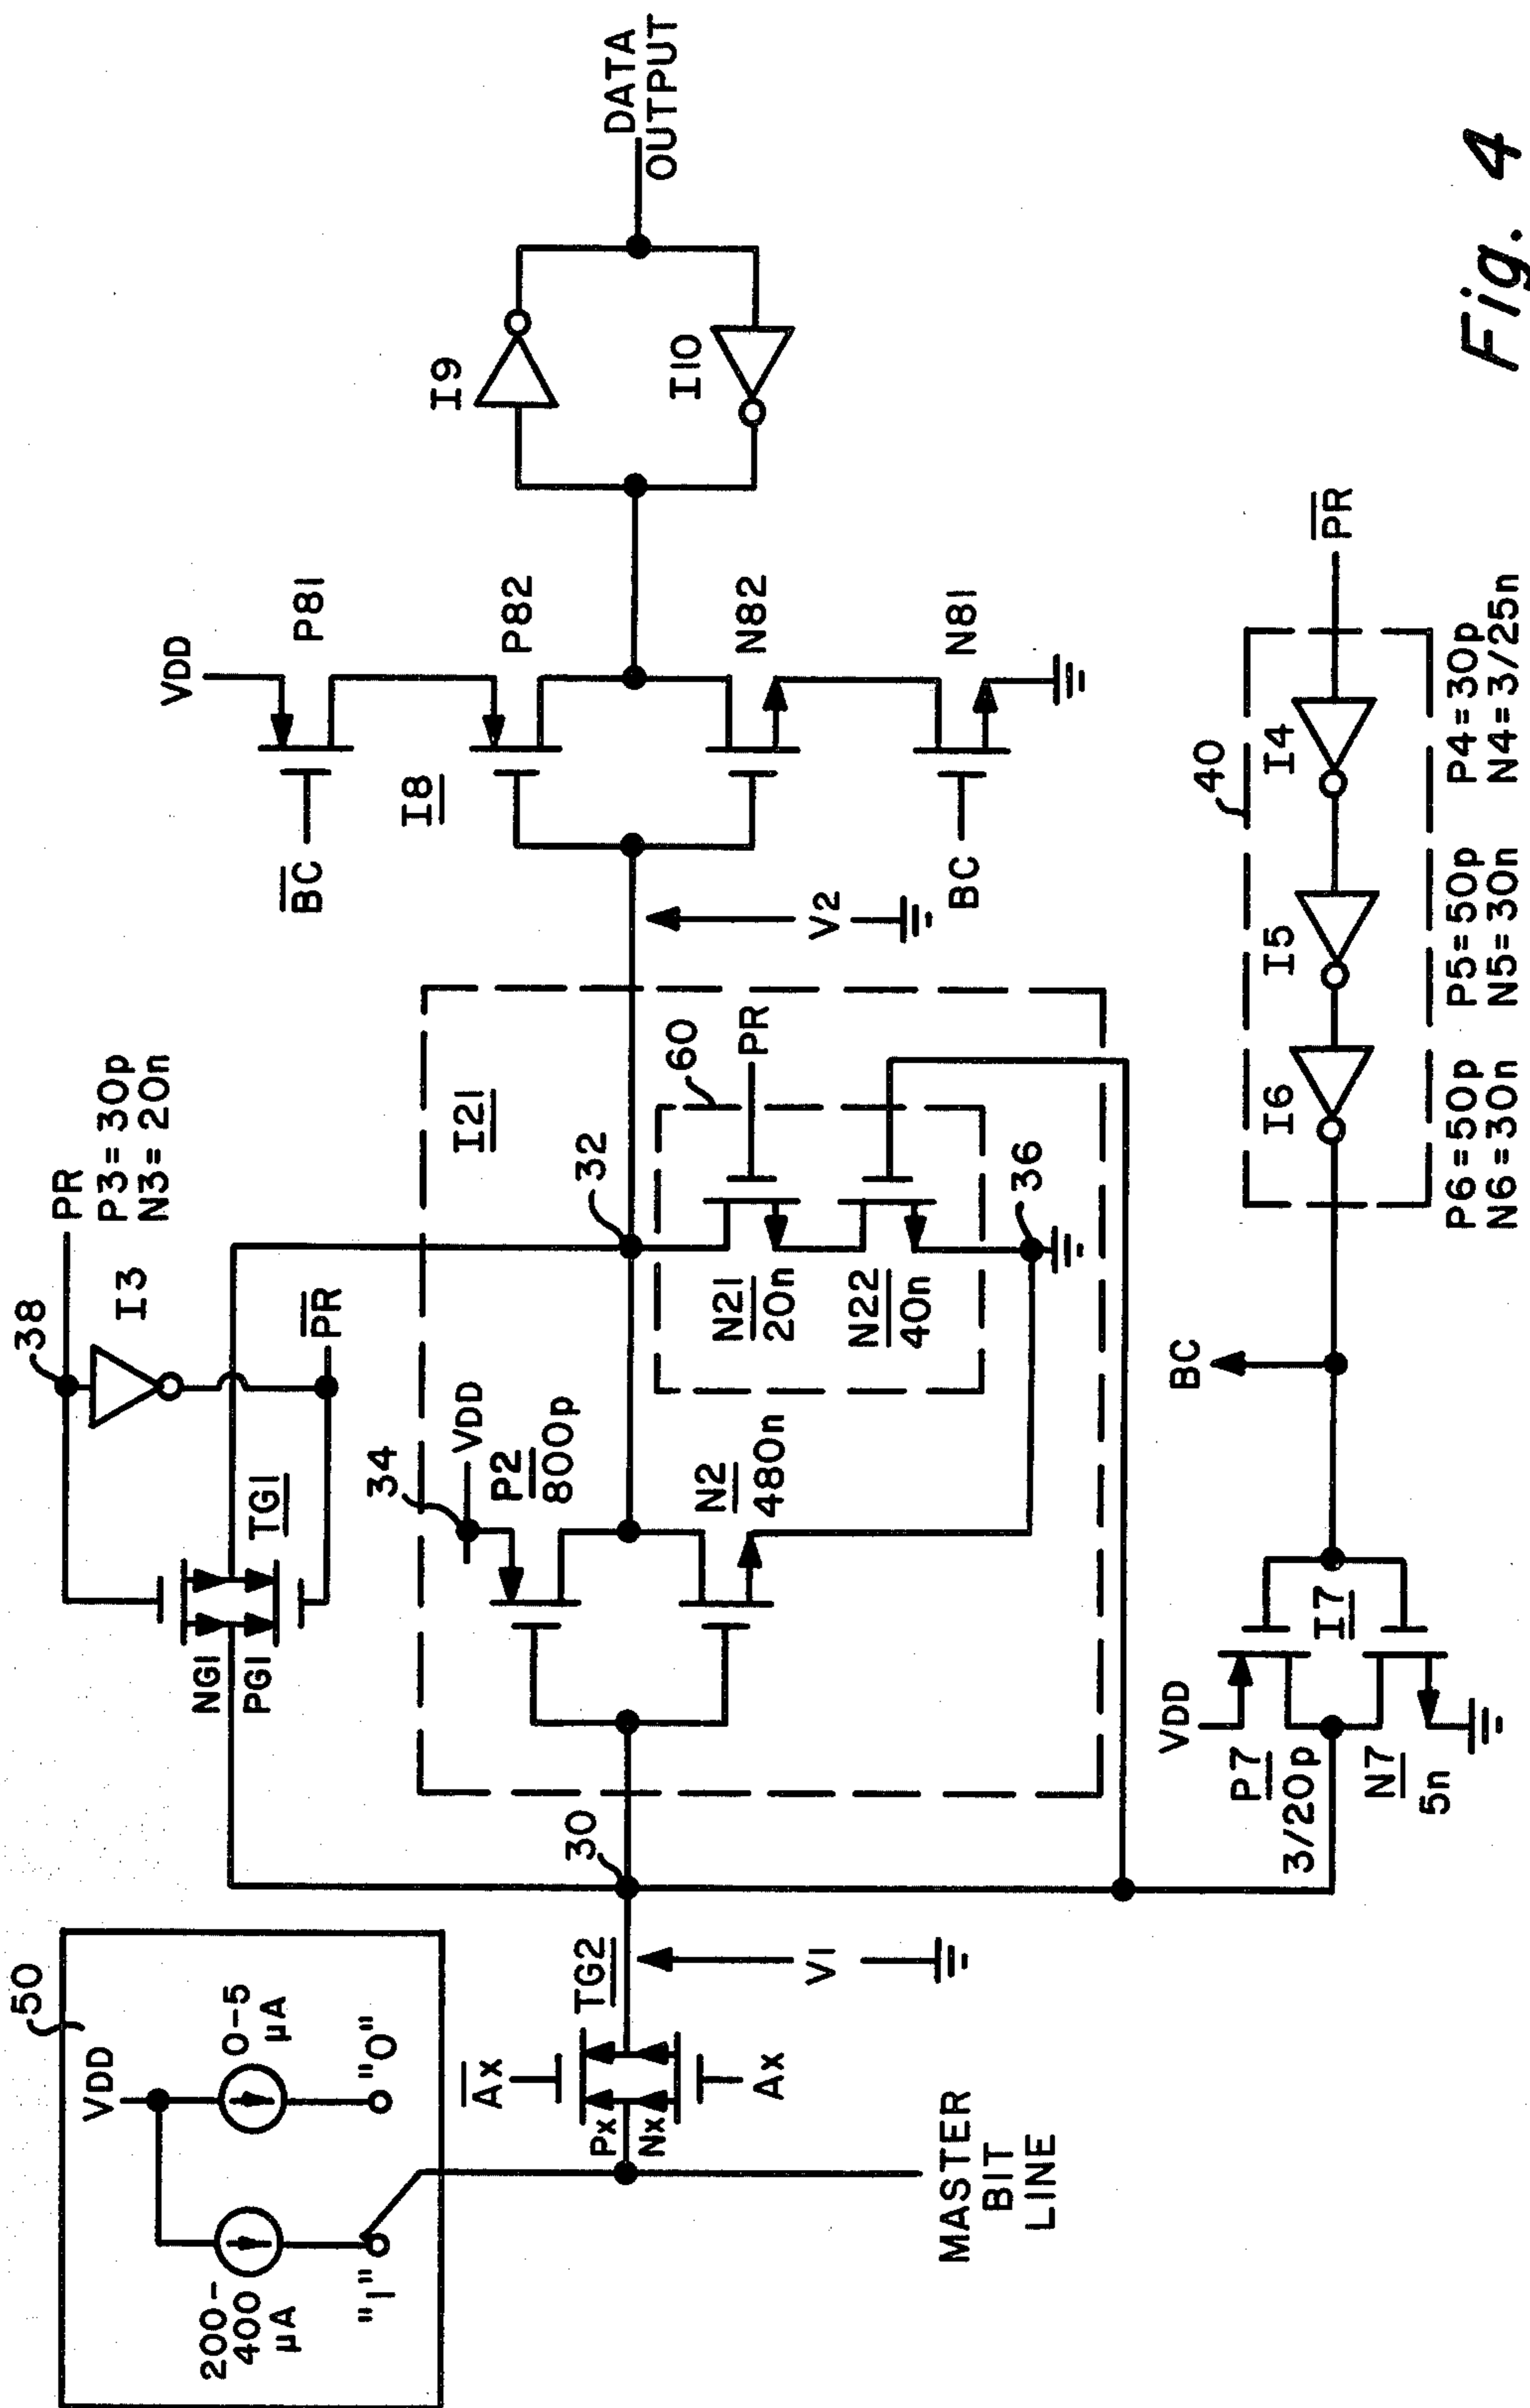 50
VDD
200-
400
µA
0-5
µA
"1"
"0"
MASTER
BIT
LINE
Px
Nx
A̅x̅
Ax
TG2
V1
30
NG1
PG1
TG1
38
PR
P3=30p
N3=20n
I3
P̅R̅
34
VDD
P2
800p
N2
480n
I21
32
60
PR
N21
20n
N22
40n
36
V2
VDD
P81
P82
N82
N81
B̅C̅
I8
BC
I9
I10
DATA
OUTPUT
VDD
P7
3/20p
N7
5n
I7
BC
40
I6
I5
I4
P̅R̅
P6=50p P5=50p P4=30p
N6=30n N5=30n N4=3/25n
Fig. 4